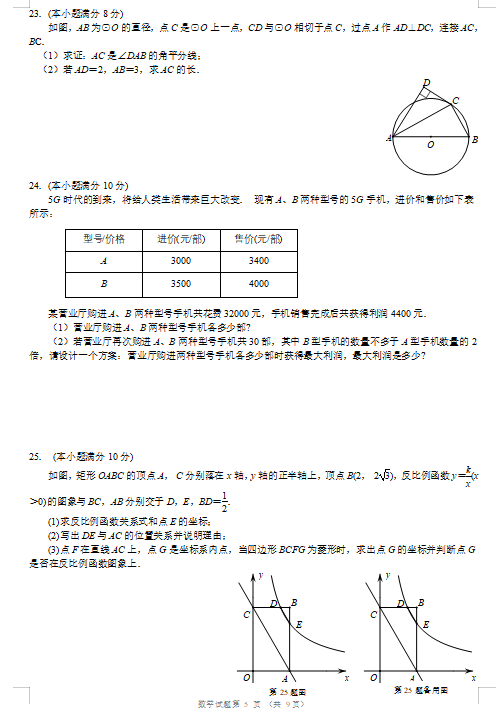 23. (本小题满分 8 分)
如图，AB 为⊙O 的直径，点 C 是⊙O 上一点，CD 与⊙O 相切于点 C，过点 A 作 AD⊥DC，连接 AC，
BC．
（1）求证：AC 是∠DAB 的角平分线；
（2）若 AD＝2，AB＝3，求 AC 的长．
D
C
A
O
B
24. (本小题满分 10 分)
5G 时代的到来，将给人类生活带来巨大改变． 现有 A、B 两种型号的 5G 手机，进价和售价如下表
所示：
型号/价格 进价(元/部) 售价(元/部)
A 3000 3400
B 3500 4000
某营业厅购进 A、B 两种型号手机共花费 32000 元，手机销售完成后共获得利润 4400 元．
（1）营业厅购进 A、B 两种型号手机各多少部？
（2）若营业厅再次购进 A、B 两种型号手机共 30 部，其中 B 型手机的数量不多于 A 型手机数量的 2
倍，请设计一个方案：营业厅购进两种型号手机各多少部时获得最大利润，最大利润是多少？
25. (本小题满分 10 分)
如图，矩形 OABC 的顶点 A， C 分别落在 x 轴，y 轴的正半轴上，顶点 B(2， 2√3)，反比例函数 y＝k/x(x
＞0)的图象与 BC，AB 分别交于 D，E，BD＝1/2．
(1)求反比例函数关系式和点 E 的坐标；
(2)写出 DE 与 AC 的位置关系并说明理由；
(3)点 F 在直线 AC 上，点 G 是坐标系内点，当四边形 BCFG 为菱形时，求出点 G 的坐标并判断点 G
是否在反比例函数图象上．
y
D B
C
E
O A x
第 25 题图
y
D B
C
E
O A x
第 25 题备用图
数学试题第 5 页（共 9 页）